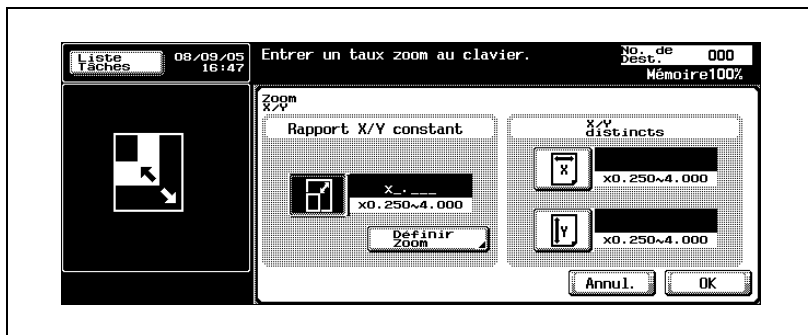 Liste
Tâches
08/09/05
16:47
Entrer un taux zoom au clavier.
No. de
Dest.
000
Mémoire100%
Zoom
X/Y
Rapport X/Y constant
x_.___
x0.250~4.000
Définir
Zoom
X/Y
distincts
X
x0.250~4.000
Y
x0.250~4.000
Annul.
OK